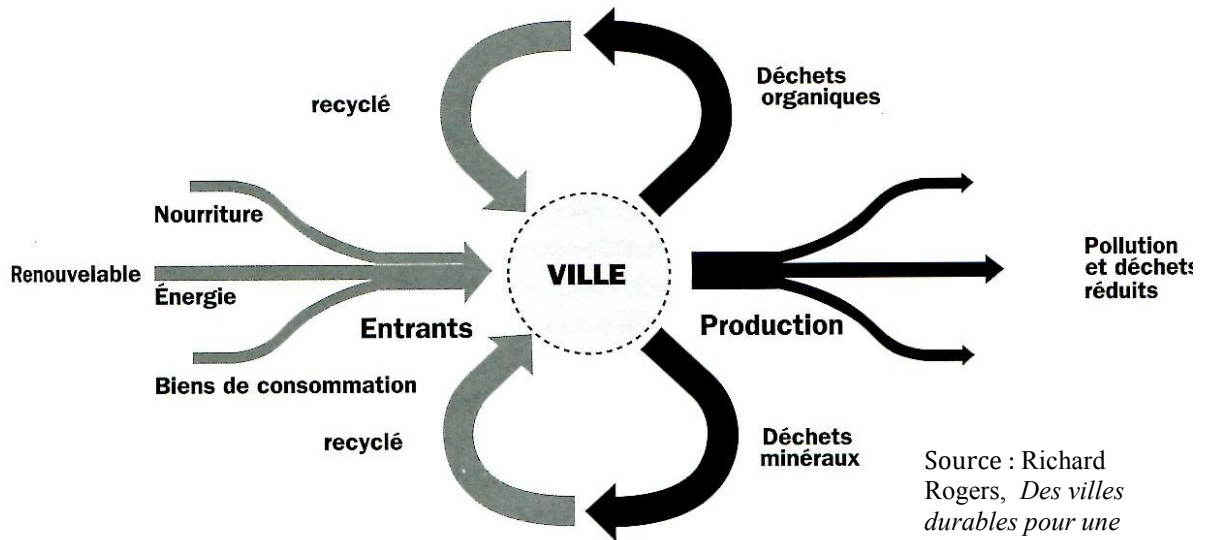 recyclé
Déchets
organiques
Nourriture
Renouvelable
Énergie
Biens de consommation
Entrants
VILLE
Production
Pollution
et déchets
réduits
recyclé
Déchets
minéraux
Source : Richard
Rogers, Des villes
durables pour une